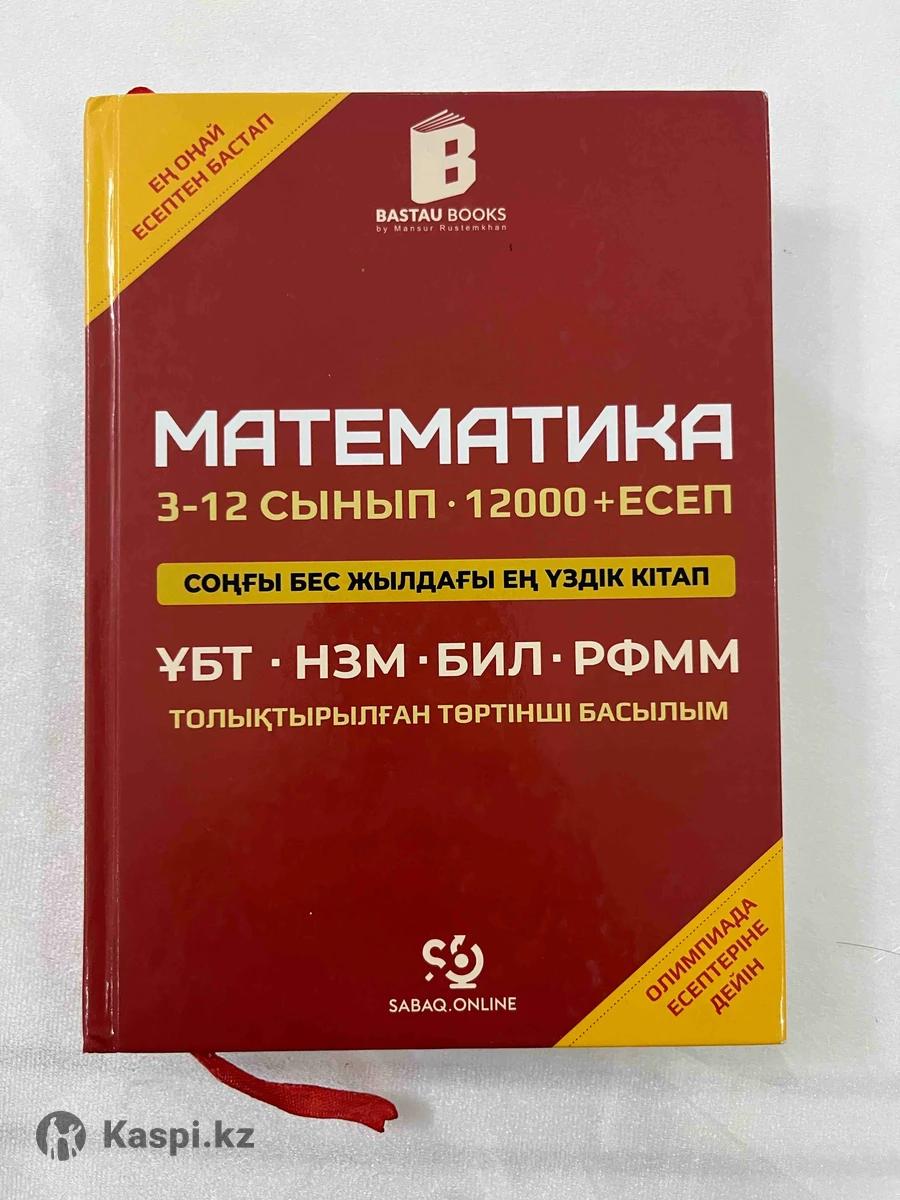 ЕҢ ОҢАЙ
ЕСЕПТЕН БАСТАП
B
BASTAU BOOKS
by Mansur Rustemkhan
МАТЕМАТИКА
3-12 СЫНЫП · 12000 +ЕСЕП
СОҢҒЫ БЕС ЖЫЛДАҒЫ ЕҢ ҮЗДІК КІТАП
ҰБТ · НЗМ · БИЛ · РФММ
ТОЛЫҚТЫРЫЛҒАН ТӨРТІНШІ БАСЫЛЫМ
ОЛИМПИАДА
ЕСЕПТЕРІНЕ
ДЕЙІН
SABAQ.ONLINE
Kaspi.kz